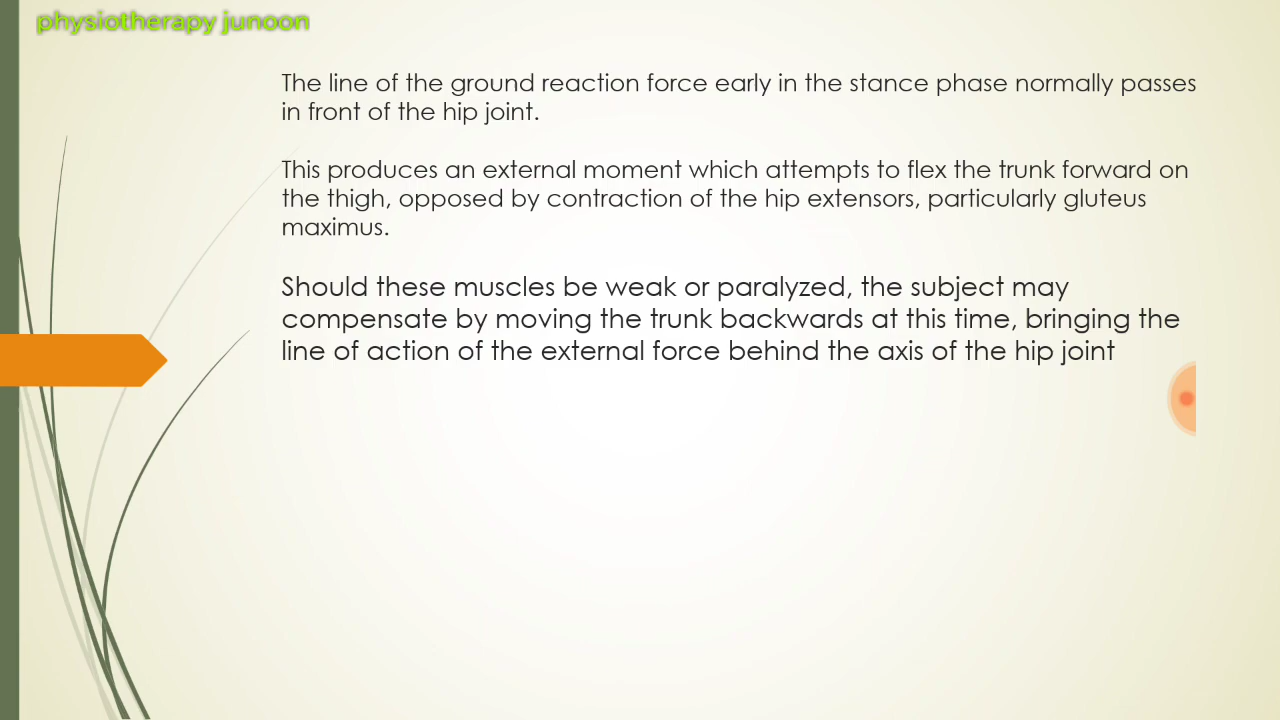 physiotherapy junoon
The line of the ground reaction force early in the stance phase normally passes
in front of the hip joint.
This produces an external moment which attempts to flex the trunk forward on
the thigh, opposed by contraction of the hip extensors, particularly gluteus
maximus.
Should these muscles be weak or paralyzed, the subject may
compensate by moving the trunk backwards at this time, bringing the
line of action of the external force behind the axis of the hip joint